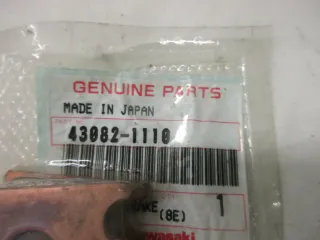 GENUINE PARTS
MADE IN JAPAN
43082-1110
(8E)
1